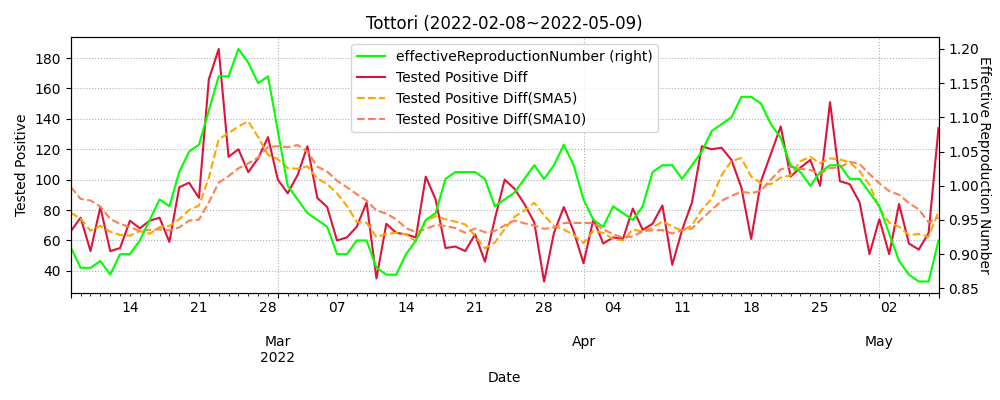 Tottori (2022-02-08~2022-05-09)
effectiveReproductionNumber (right)
Tested Positive Diff
Tested Positive Diff(SMA5)
Tested Positive Diff(SMA10)
Tested Positive
180
160
140
120
100
80
60
40
1.20
1.15
1.10
1.05
1.00
0.95
0.90
0.85
Effective Reproduction Number
14 21 28 07 14 21 28 04 11 18 25 02
Mar Apr May
2022
Date